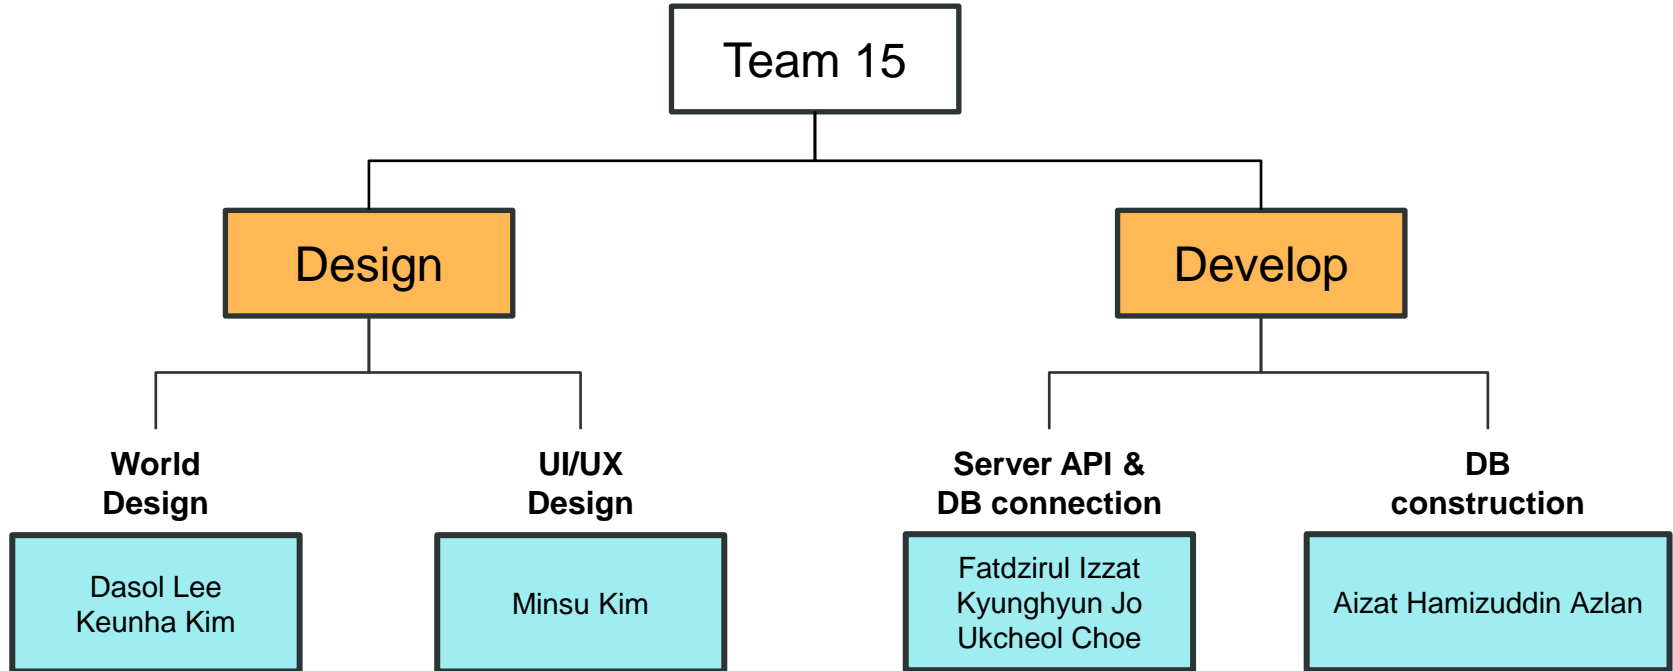 Team 15
Design
Develop
World
Design
UI/UX
Design
Server API &
DB connection
DB
construction
Dasol Lee
Keunha Kim
Minsu Kim
Fatdzirul Izzat
Kyunghyun Jo
Ukcheol Choe
Aizat Hamizuddin Azlan